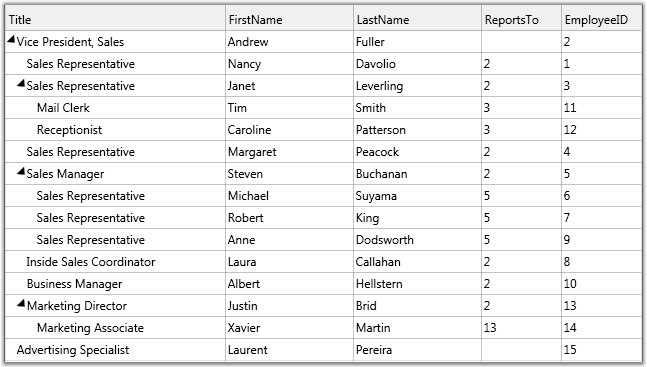 Title FirstName LastName ReportsTo EmployeeID
Vice President, Sales Andrew Fuller 2
Sales Representative Nancy Davolio 2 1
Sales Representative Janet Leverling 2 3
Mail Clerk Tim Smith 3 11
Receptionist Caroline Patterson 3 12
Sales Representative Margaret Peacock 2 4
Sales Manager Steven Buchanan 2 5
Sales Representative Michael Suyama 5 6
Sales Representative Robert King 5 7
Sales Representative Anne Dodsworth 5 9
Inside Sales Coordinator Laura Callahan 2 8
Business Manager Albert Hellstern 2 10
Marketing Director Justin Brid 2 13
Marketing Associate Xavier Martin 13 14
Advertising Specialist Laurent Pereira 15